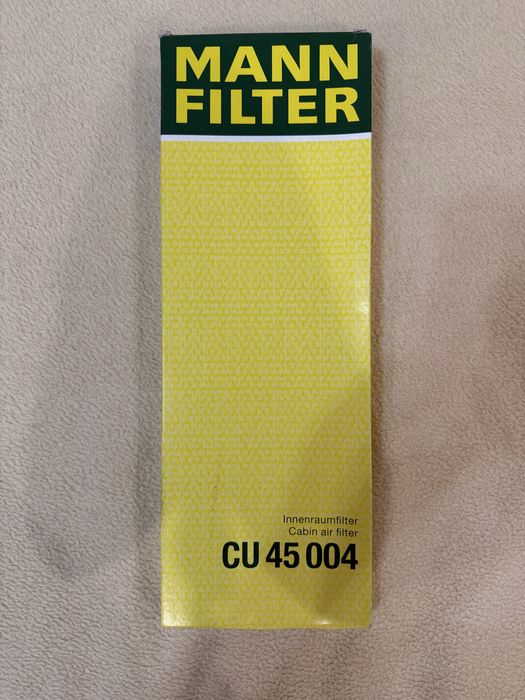 MANN
FILTER
Innenraumfilter
Cabin air filter
CU 45 004